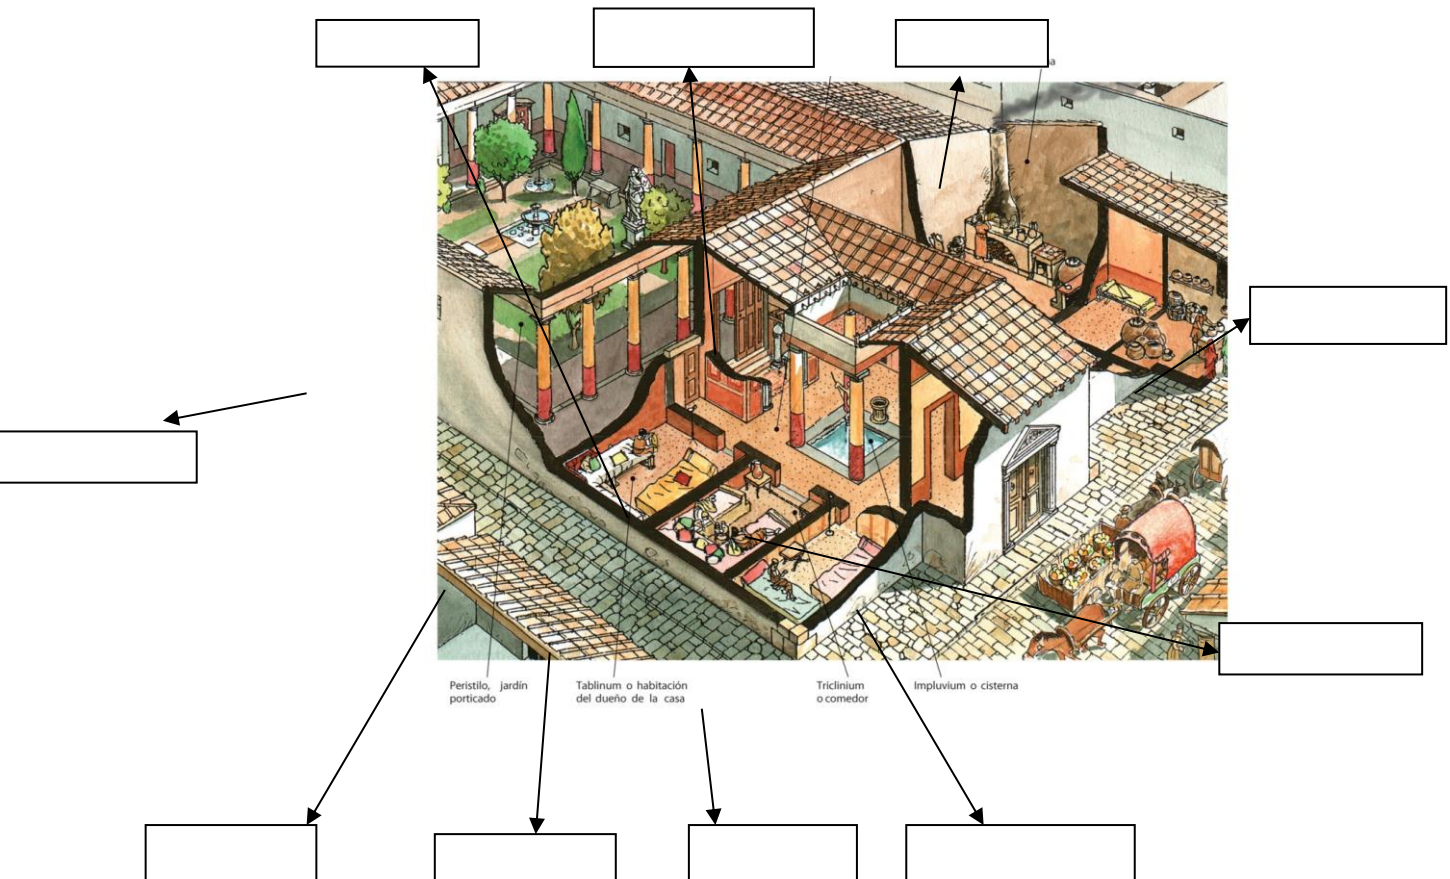 a
Peristilo, jardín
porticado
Tablinum o habitación
del dueño de la casa
Triclinium
o comedor
Impluvium o cisterna